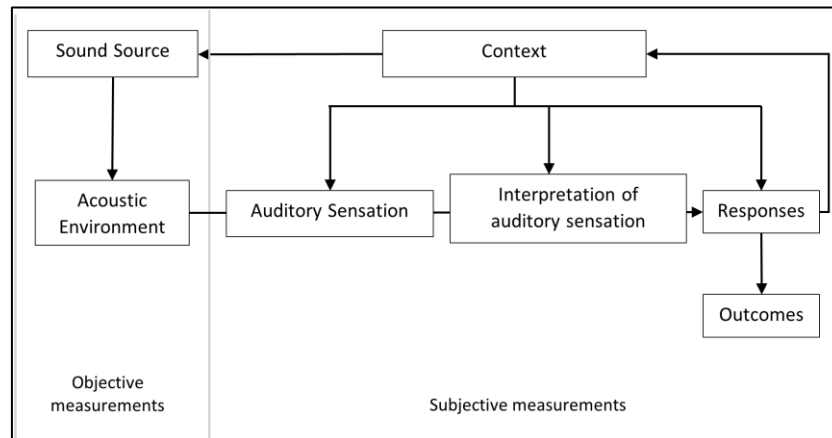 Sound Source
Context
Acoustic
Environment
Auditory Sensation
Interpretation of
auditory sensation
Responses
Outcomes
Objective
measurements
Subjective measurements